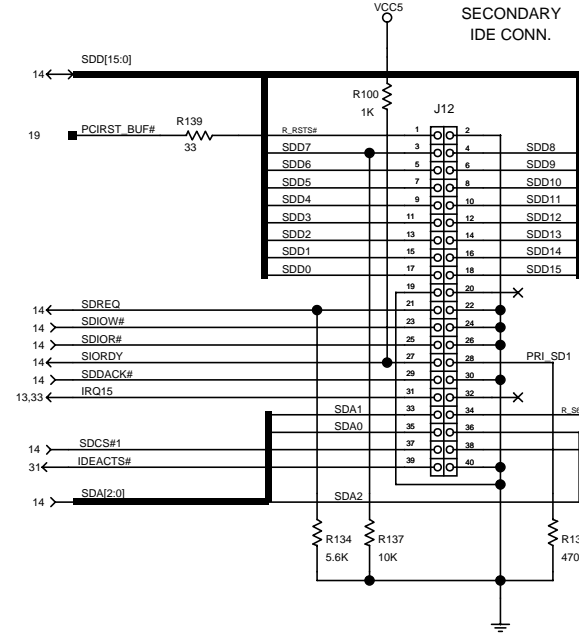 VCC5
SECONDARY
IDE CONN.
SDD[15:0]
14
R100
1K
J12
19 PCIRST_BUF# R139 33 R_RSTS# 1 2
SDD7 3 4 SDD8
SDD6 5 6 SDD9
SDD5 7 8 SDD10
SDD4 9 10 SDD11
SDD3 11 12 SDD12
SDD2 13 14 SDD13
SDD1 15 16 SDD14
SDD0 17 18 SDD15
19 20
14 SDREQ 21 22
14 SDIOW# 23 24
14 SDIOR# 25 26
14 SIORDY 27 28 PRI_SD1
14 SDDACK# 29 30
13,33 IRQ15 31 32
SDA1 33 34
SDA0 35 36
14 SDCS#1 37 38
31 IDEACTS# 39 40
14 SDA[2:0] SDA2
R134
5.6K
R137
10K
470